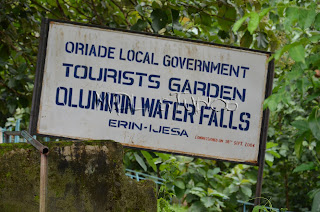 ORIADE LOCAL GOVERNMENT
TOURISTS GARDEN
OLUMIRIN WATER FALLS
ERIN-IJESA